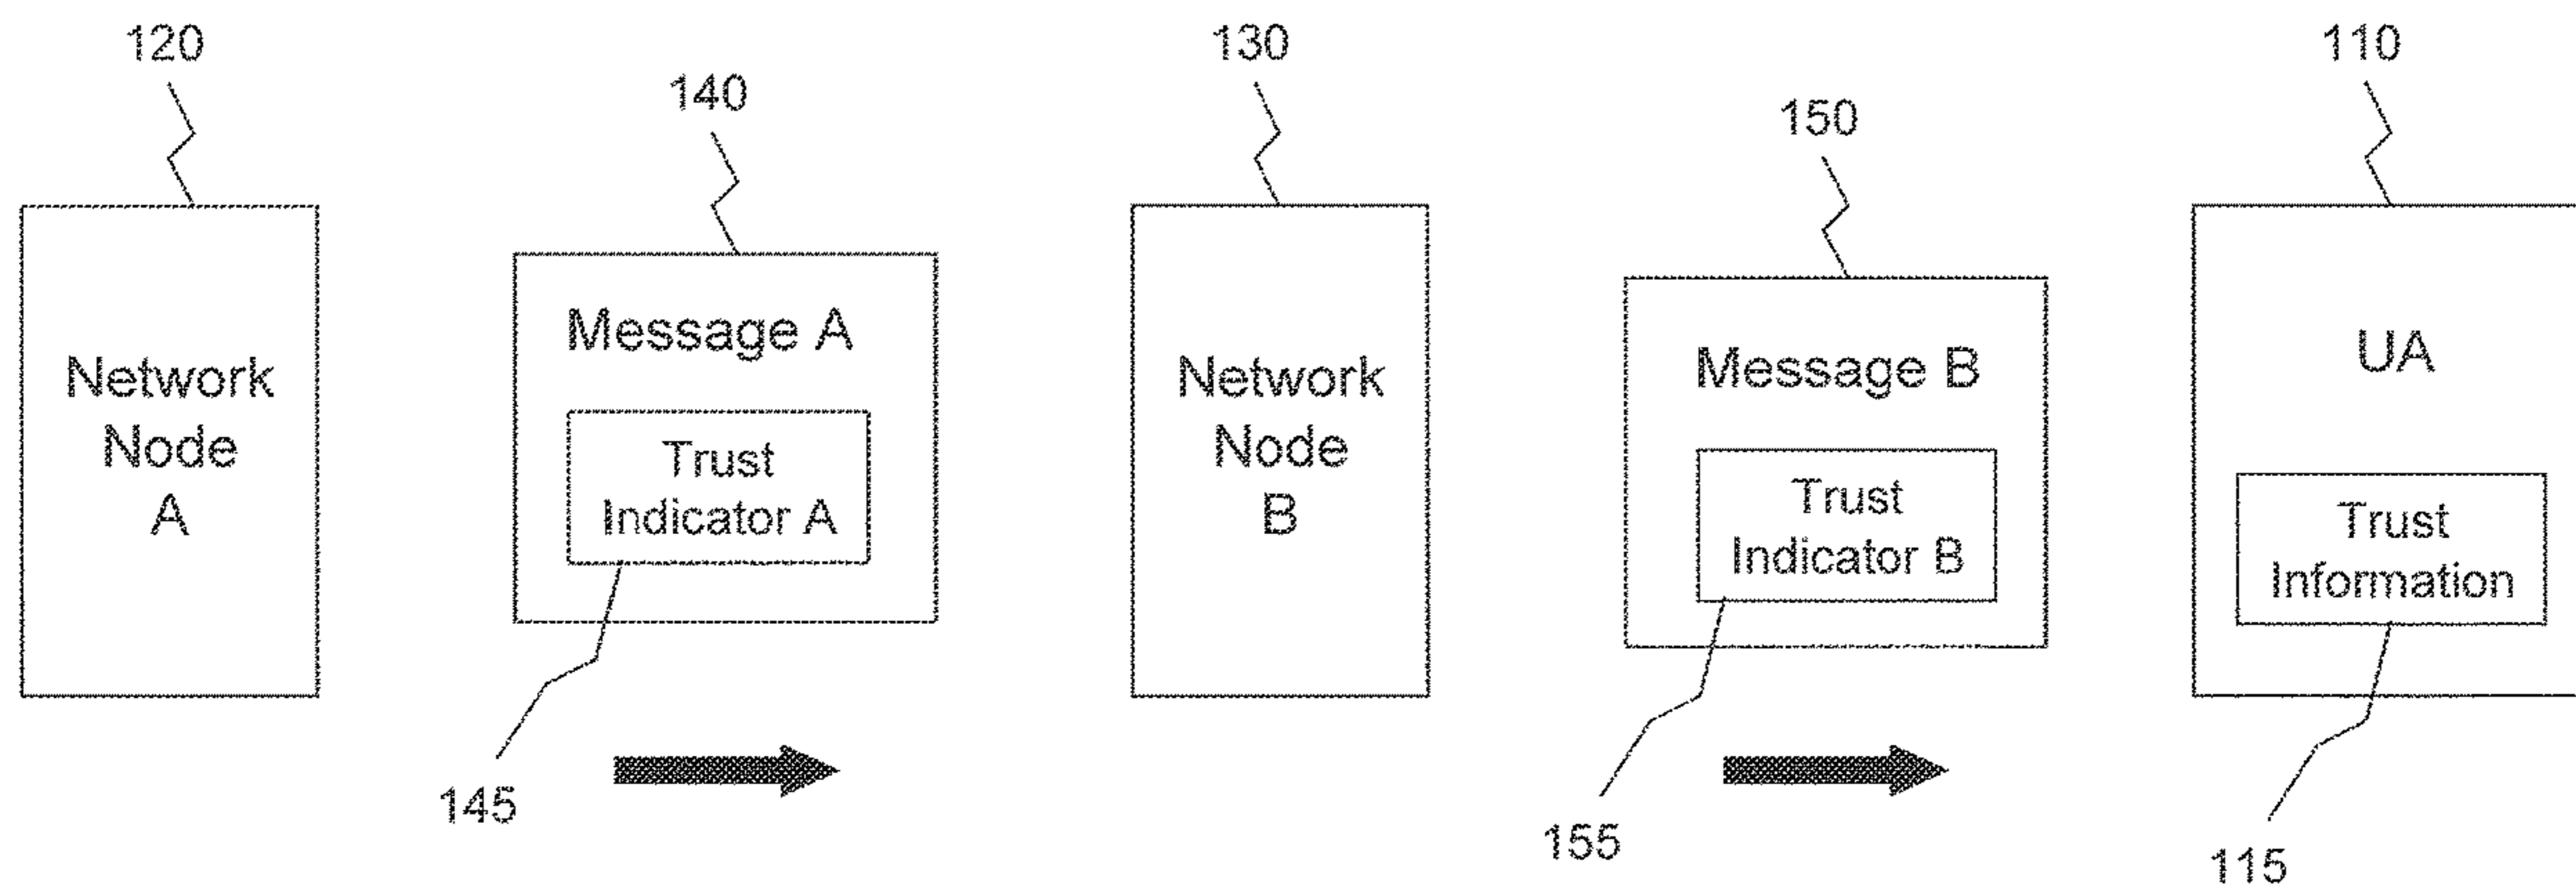 120
140
130
150
110
Network
Node
A
Message A
Trust
Indicator A
Network
Node
B
Message B
Trust
Indicator B
UA
Trust
Information
145
155
115